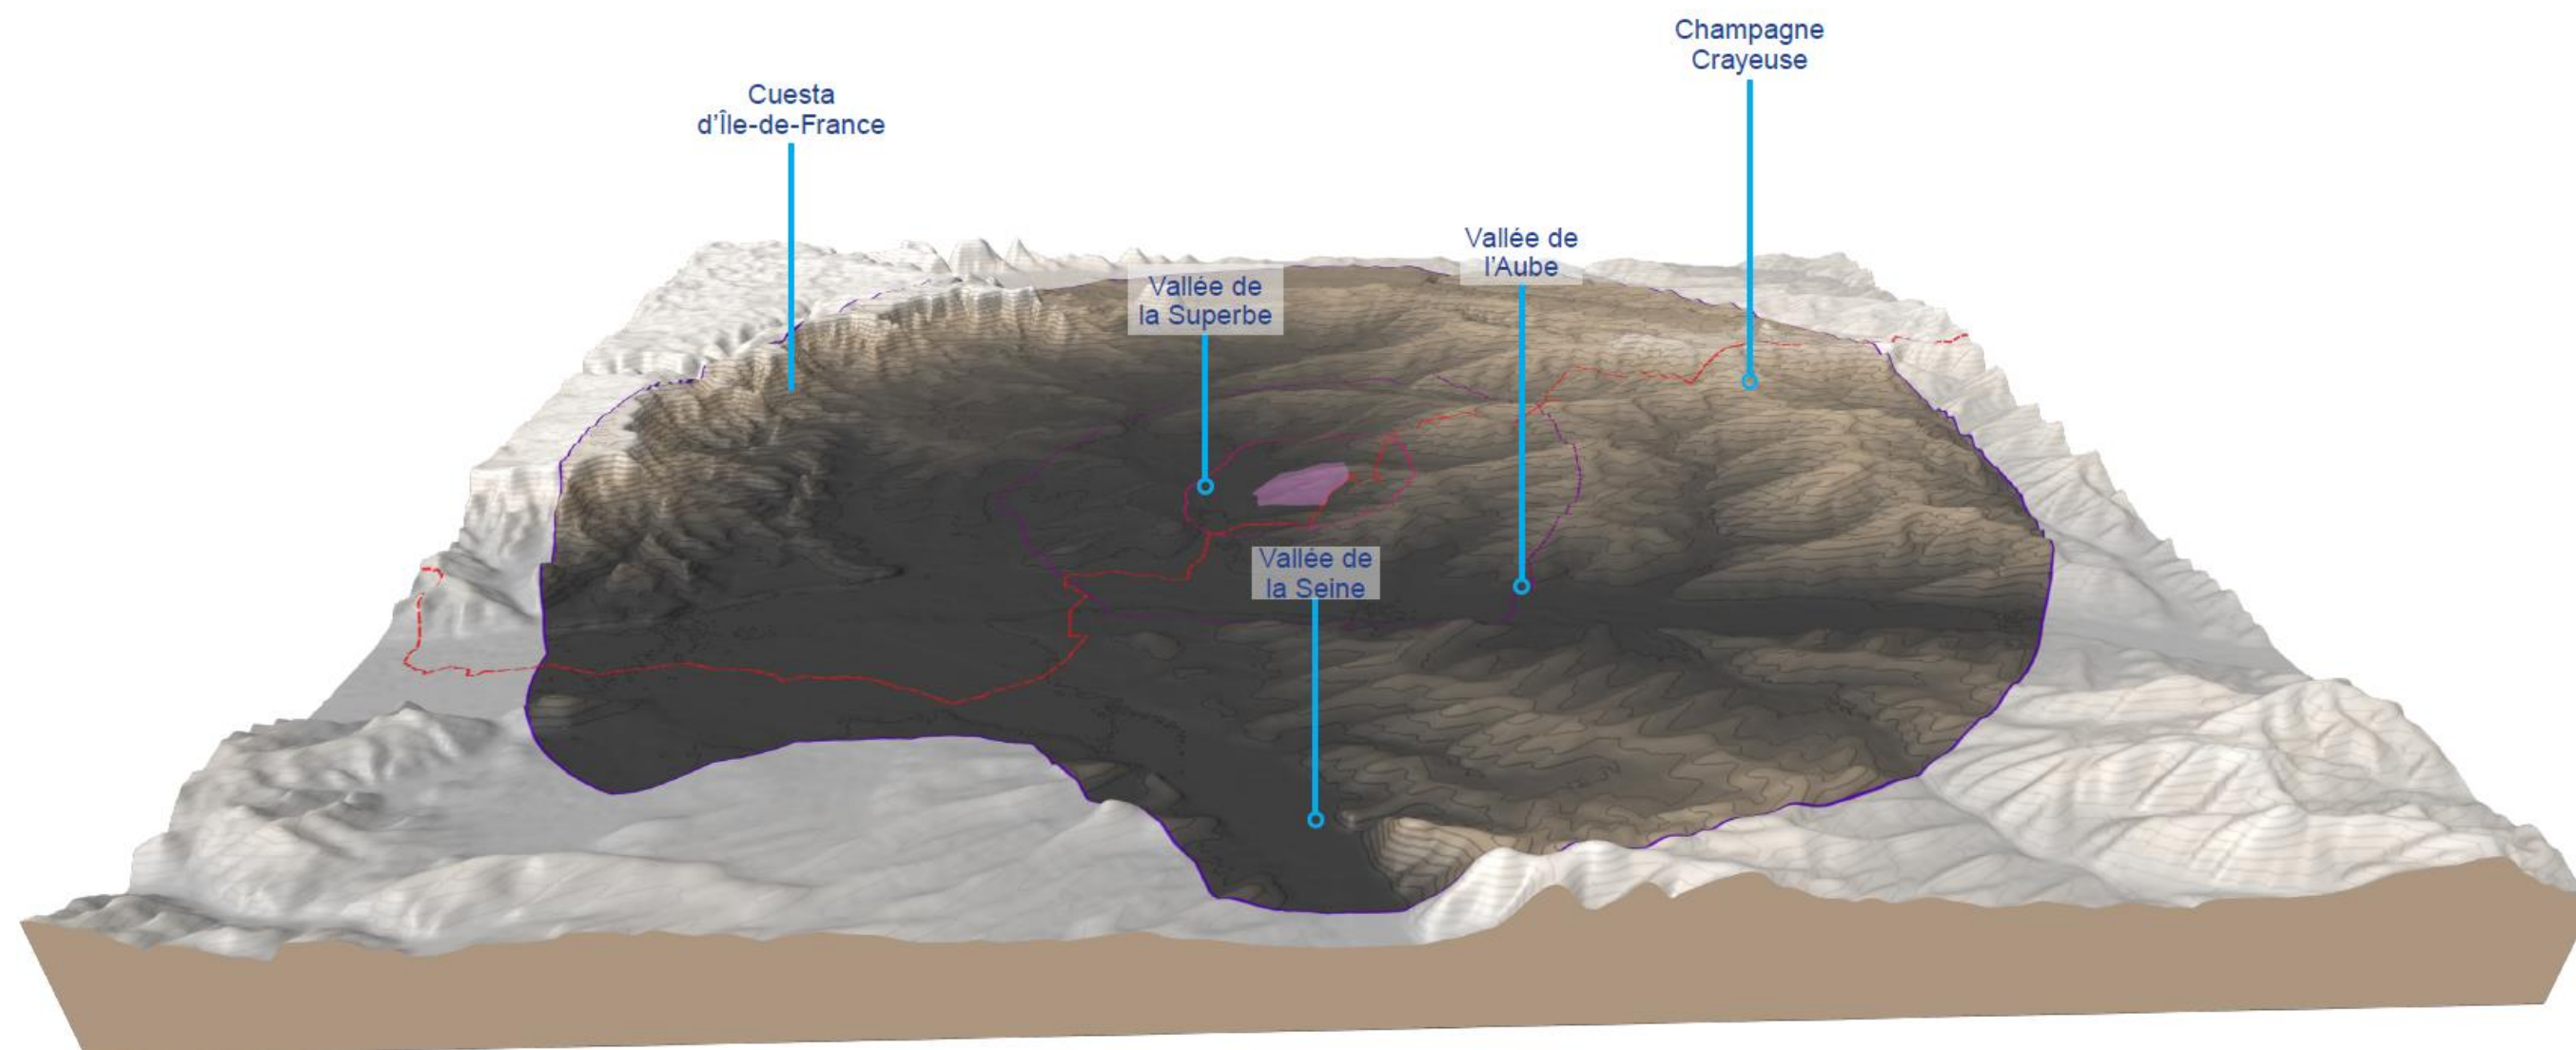 Champagne
Crayeuse
Cuesta
d'Île-de-France
Vallée de
l'Aube
Vallée de
la Superbe
Vallée de
la Seine